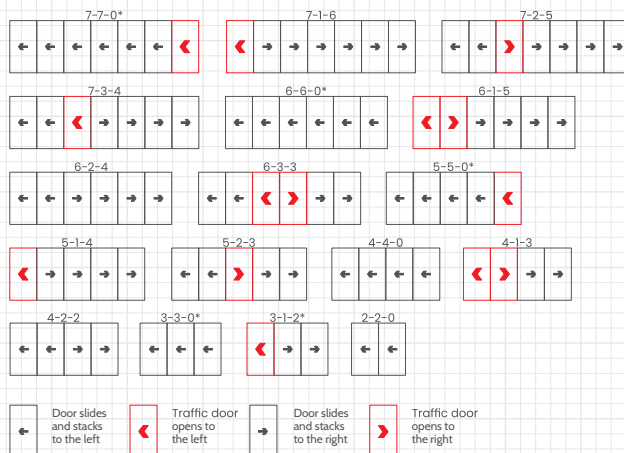 7-7-0*
7-1-6
7-2-5
7-3-4
6-6-0*
6-1-5
6-2-4
6-3-3
5-5-0*
5-1-4
5-2-3
4-4-0
4-1-3
4-2-2
3-3-0*
3-1-2*
2-2-0
Door slides
and stacks
to the left
Traffic door
opens to
the left
Door slides
and stacks
to the right
Traffic door
opens to
the right